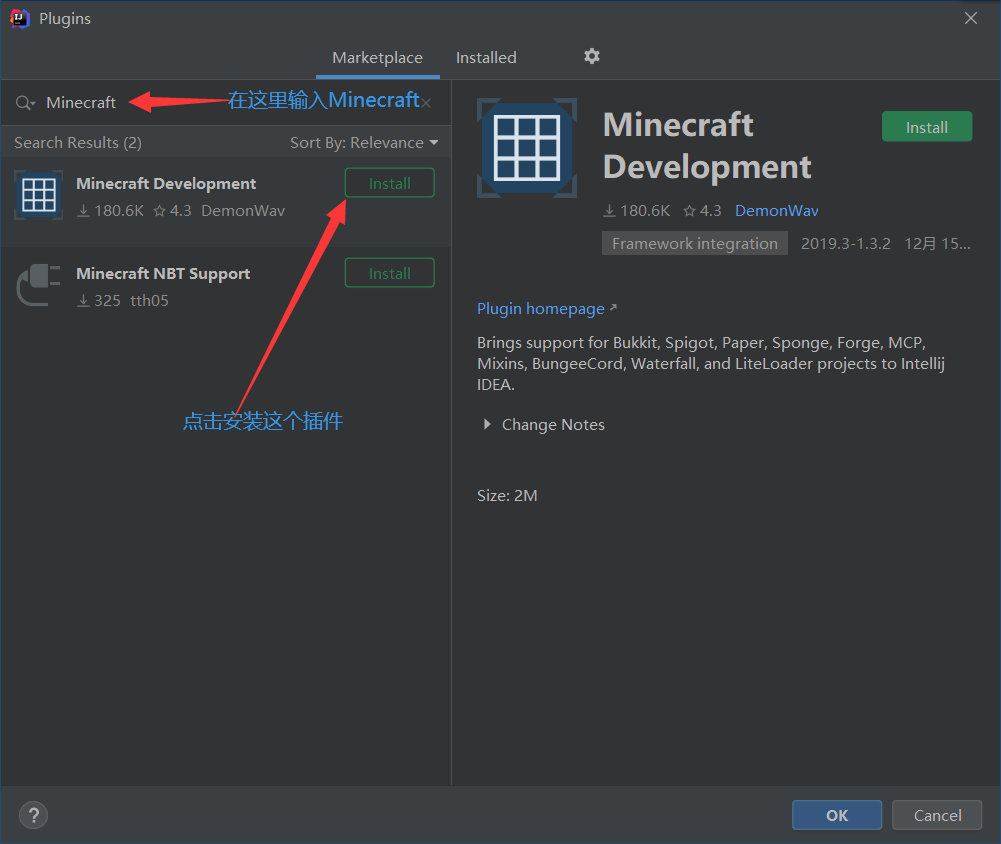 Plugins
Marketplace
Installed
Minecraft
在这里输入Minecraft
Search Results (2)
Sort By: Relevance
Minecraft Development
Install
180.6K
4.3
DemonWav
Minecraft NBT Support
Install
325
tth05
点击安装这个插件
Minecraft
Development
Install
180.6K
4.3
DemonWav
Framework integration
2019.3-1.3.2
12月 15...
Plugin homepage
Brings support for Bukkit, Spigot, Paper, Sponge, Forge, MCP,
Mixins, BungeeCord, Waterfall, and LiteLoader projects to Intellij
IDEA.
Change Notes
Size: 2M
?
OK
Cancel